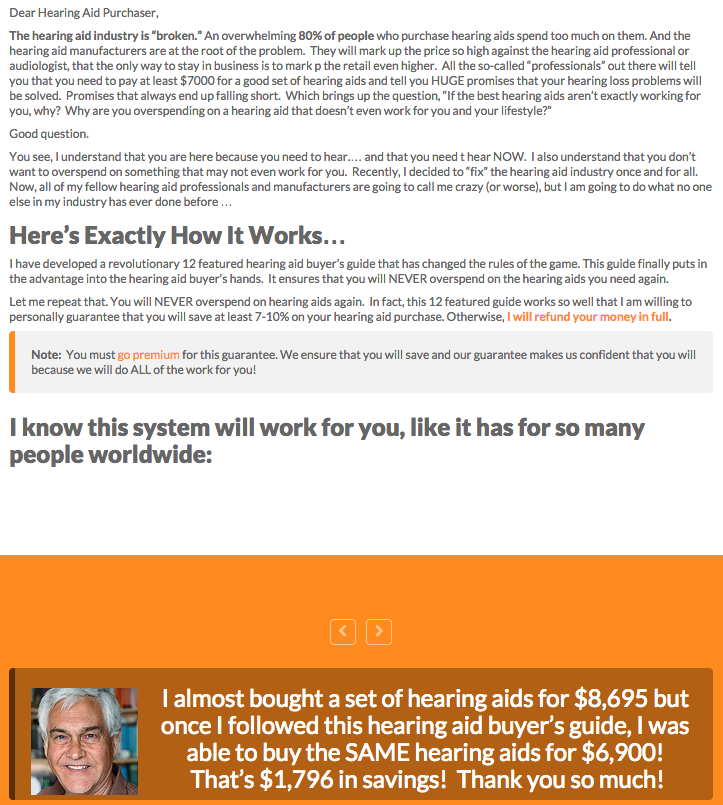 Dear Hearing Aid Purchaser,
The hearing aid industry is “broken.” An overwhelming 80% of people who purchase hearing aids spend too much on them. And the
hearing aid manufacturers are at the root of the problem.  They will mark up the price so high against the hearing aid professional or
audiologist, that the only way to stay in business is to mark p the retail even higher.  All the so-called “professionals” out there will tell
you that you need to pay at least $7000 for a good set of hearing aids and tell you HUGE promises that your hearing loss problems will
be solved.  Promises that always end up falling short.  Which brings up the question, “If the best hearing aids aren’t exactly working for
you, why?  Why are you overspending on a hearing aid that doesn’t even work for you and your lifestyle?”
Good question.
You see, I understand that you are here because you need to hear…. and that you need t hear NOW.  I also understand that you don’t
want to overspend on something that may not even work for you.  Recently, I decided to “fix” the hearing aid industry once and for all.
Now, all of my fellow hearing aid professionals and manufacturers are going to call me crazy (or worse), but I am going to do what no one
else in my industry has ever done before …
Here’s Exactly How It Works…
I have developed a revolutionary 12 featured hearing aid buyer’s guide that has changed the rules of the game. This guide finally puts in
the advantage into the hearing aid buyer’s hands.  It ensures that you will NEVER overspend on the hearing aids you need again.
Let me repeat that. You will NEVER overspend on hearing aids again.  In fact, this 12 featured guide works so well that I am willing to
personally guarantee that you will save at least 7-10% on your hearing aid purchase. Otherwise, I will refund your money in full.
Note:  You must go premium for this guarantee. We ensure that you will save and our guarantee makes us confident that you will
because we will do ALL of the work for you!
I know this system will work for you, like it has for so many
people worldwide:
I almost bought a set of hearing aids for $8,695 but
once I followed this hearing aid buyer’s guide, I was
able to buy the SAME hearing aids for $6,900!
That’s $1,796 in savings!  Thank you so much!